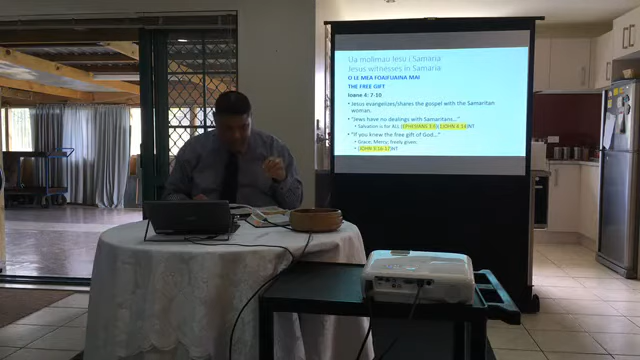 Ua molimau Iesu i Samaria
Jesus witnesses in Samaria
O LE MEA FOAIFUAINA MAI
THE FREE GIFT
Ioane 4: 7-10
• Jesus evangelizes/shares the gospel with the Samaritan
woman.
• "Jews have no dealings with Samaritans..."
• Salvation is for ALL
• "If you knew the free gift of God..."
• Grace; Mercy; freely given.